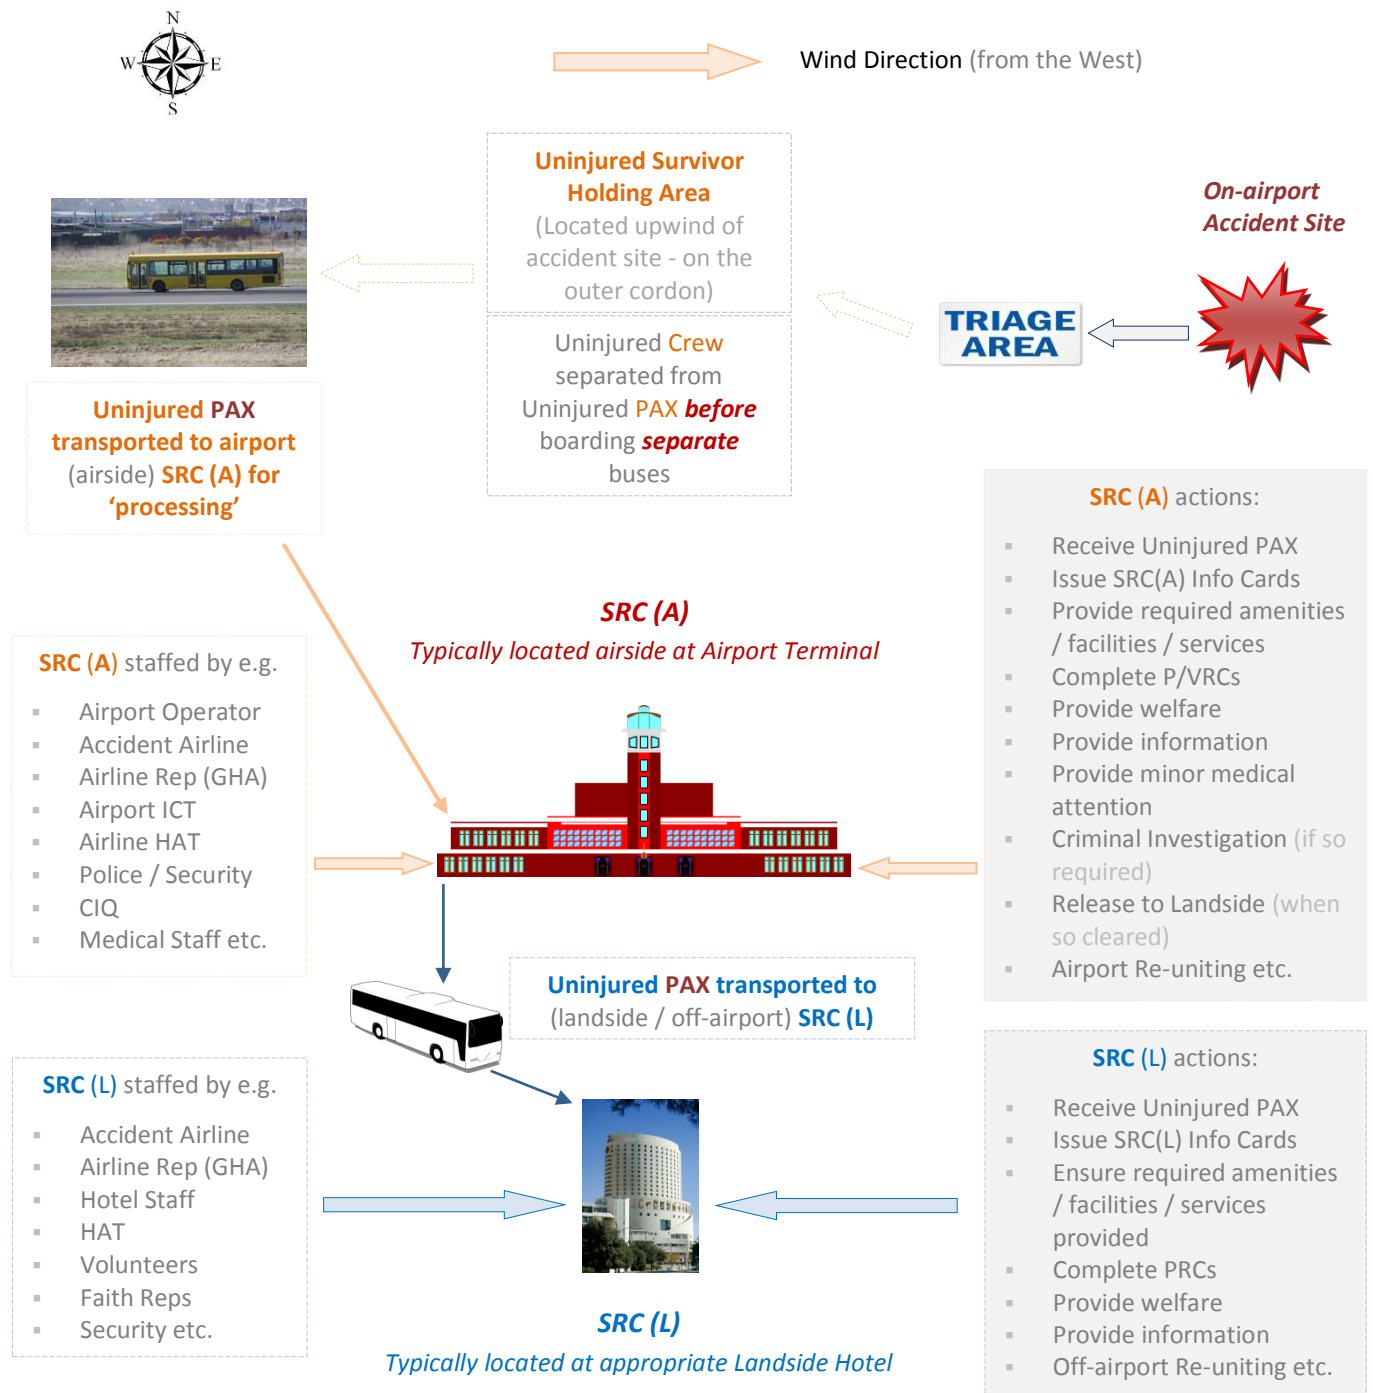 N
W
E
S
Wind Direction (from the West)
Uninjured Survivor
Holding Area
(Located upwind of
accident site - on the
outer cordon)
Uninjured Crew
separated from
Uninjured PAX before
boarding separate
buses
On-airport
Accident Site
TRIAGE
AREA
Uninjured PAX
transported to airport
(airside) SRC (A) for
‘processing’
SRC (A)
Typically located airside at Airport Terminal
SRC (A) staffed by e.g.
▪ Airport Operator
▪ Accident Airline
▪ Airline Rep (GHA)
▪ Airport ICT
▪ Airline HAT
▪ Police / Security
▪ CIQ
▪ Medical Staff etc.
SRC (A) actions:
▪ Receive Uninjured PAX
▪ Issue SRC(A) Info Cards
▪ Provide required amenities
/ facilities / services
▪ Complete P/VRCs
▪ Provide welfare
▪ Provide information
▪ Provide minor medical
attention
▪ Criminal Investigation (if so
required)
▪ Release to Landside (when
so cleared)
▪ Airport Re-uniting etc.
Uninjured PAX transported to
(landside / off-airport) SRC (L)
SRC (L) staffed by e.g.
▪ Accident Airline
▪ Airline Rep (GHA)
▪ Hotel Staff
▪ HAT
▪ Volunteers
▪ Faith Reps
▪ Security etc.
SRC (L) actions:
▪ Receive Uninjured PAX
▪ Issue SRC(L) Info Cards
▪ Ensure required amenities
/ facilities / services
provided
▪ Complete PRCs
▪ Provide welfare
▪ Provide information
▪ Off-airport Re-uniting etc.
SRC (L)
Typically located at appropriate Landside Hotel